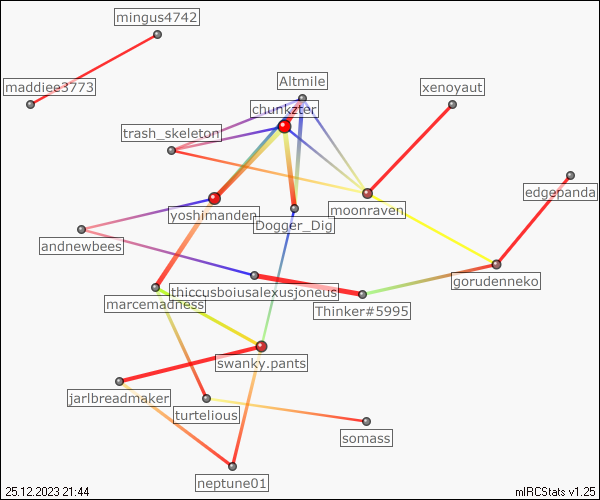 mingus4742
maddiee3773
Altmile
xenoyaut
chunkzter
trash_skeleton
edgepanda
yoshimanden
moonraven
Dogger_Dig
andnewbees
gorudenneko
thiccusboiusalexusjoneus
marcemadness
Thinker#5995
swanky.pants
jarlbreadmaker
turtelious
somass
neptune01
25.12.2023 21:44
mIRCStats v1.25